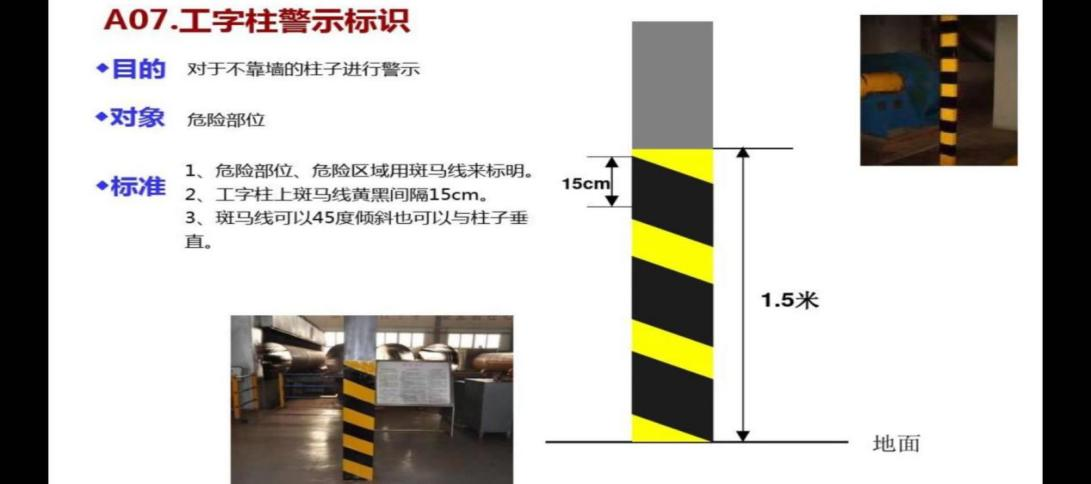 A07.工字柱警示标识
◆目的 对于不靠墙的柱子进行警示
◆对象 危险部位
◆标准
1、危险部位、危险区域用斑马线来标明。
2、工字柱上斑马线黄黑间隔15cm。
3、斑马线可以45度倾斜也可以与柱子垂
直。
15cm
1.5米
地面